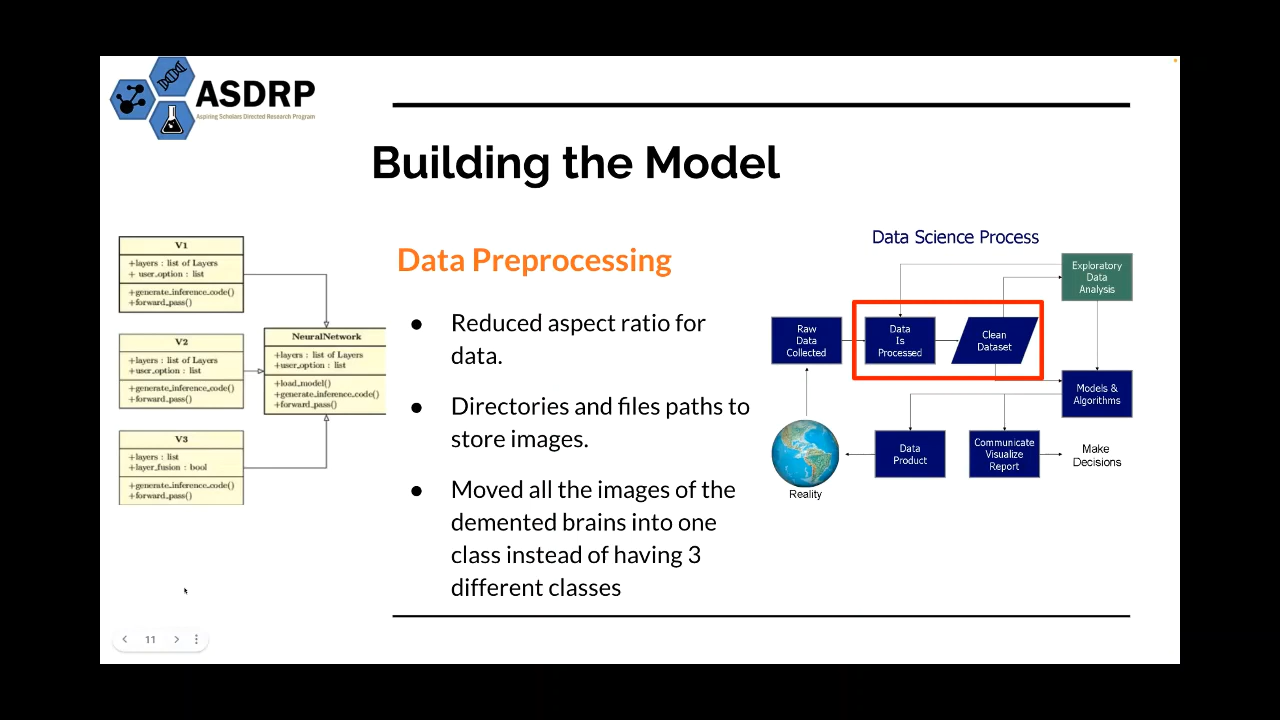 ASDRP
Aspiring Scholars Directed Research Program
Building the Model
V1
+layers : list of Layers
+ user_option : list
+generate_inference_code()
+forward_pass()
V2
+layers : list of Layers
+user_option : list
+generate_inference_code()
+forward_pass()
V3
+layers : list
+layer_fusion : bool
+generate_inference_code()
+forward_pass()
NeuralNetwork
+layers : list of Layers
+user_option : list
+load_model()
+generate_inference_code()
+forward_pass()
Data Preprocessing
● Reduced aspect ratio for
data.
● Directories and files paths to
store images.
● Moved all the images of the
demented brains into one
class instead of having 3
different classes
Data Science Process
Exploratory
Data
Analysis
Raw
Data
Collected
Data
Is
Processed
Clean
Dataset
Models &
Algorithms
Data
Product
Communicate
Visualize
Report
Make
Decisions
Reality
11